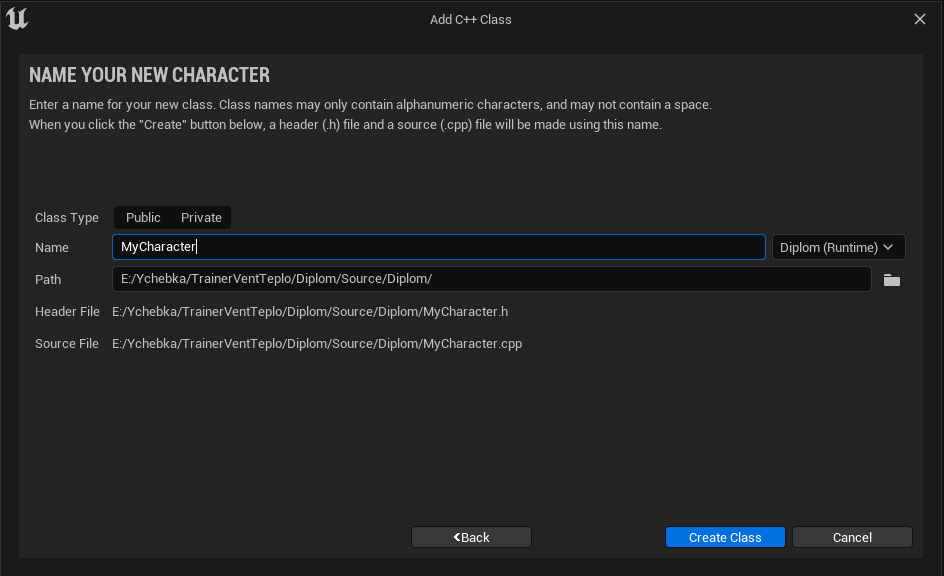 Add C++ Class
NAME YOUR NEW CHARACTER
Enter a name for your new class. Class names may only contain alphanumeric characters, and may not contain a space.
When you click the "Create" button below, a header (.h) file and a source (.cpp) file will be made using this name.
Class Type Public Private
Name MyCharacter Diplom (Runtime)
Path E:/Ychebka/TrainerVentTeplo/Diplom/Source/Diplom/
Header File E:/Ychebka/TrainerVentTeplo/Diplom/Source/Diplom/MyCharacter.h
Source File E:/Ychebka/TrainerVentTeplo/Diplom/Source/Diplom/MyCharacter.cpp
Back Create Class Cancel